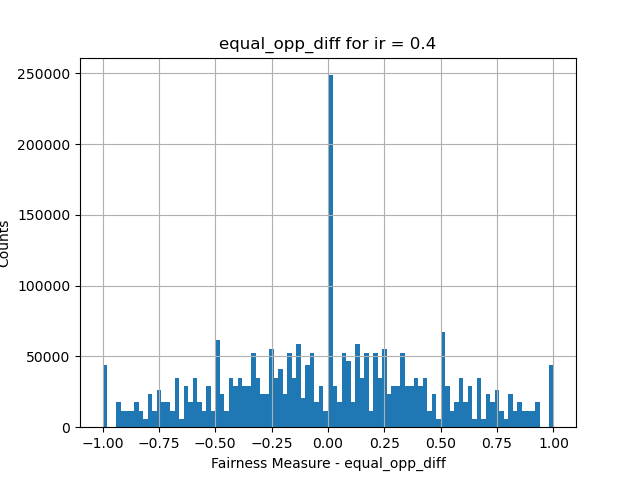 equal_opp_diff for ir = 0.4
250000
200000
150000
100000
50000
0
Counts
−1.00 −0.75 −0.50 −0.25 0.00 0.25 0.50 0.75 1.00
Fairness Measure - equal_opp_diff